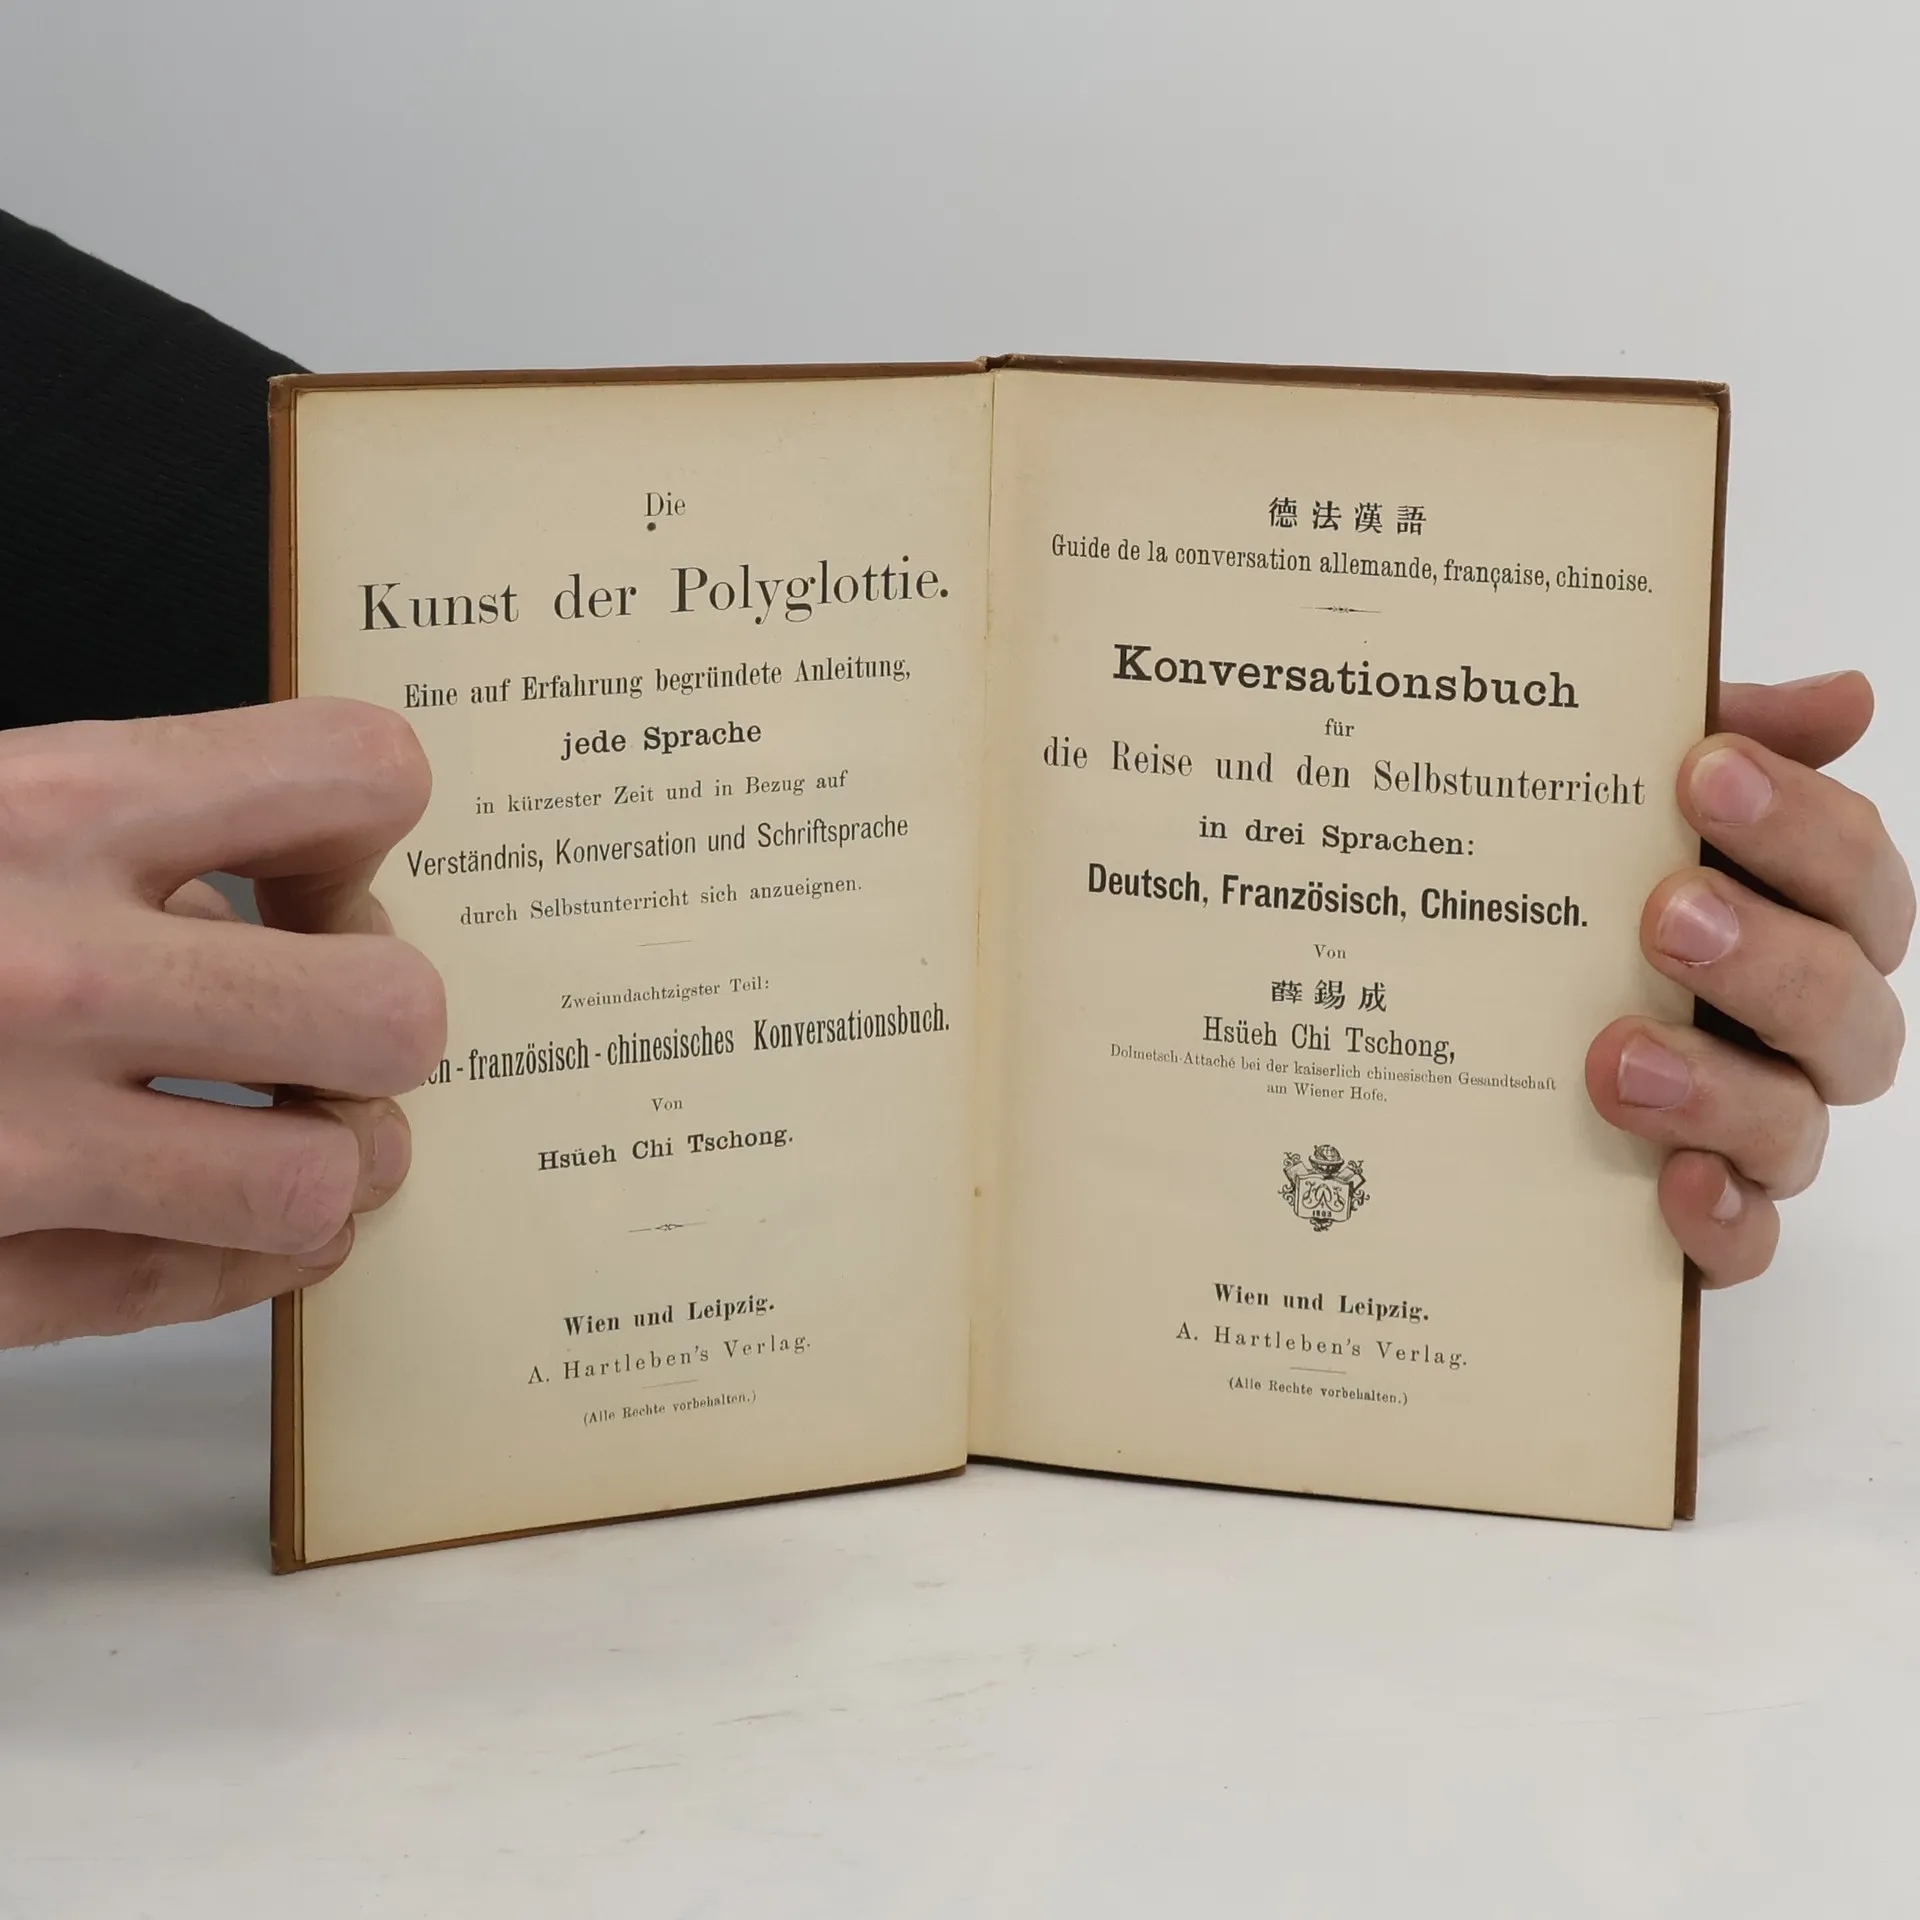 Die
Kunst der Polyglottie.
Eine auf Erfahrung begründete Anleitung,
jede Sprache
in kürzester Zeit und in Bezug auf
Verständnis, Konversation und Schriftsprache
durch Selbstunterricht sich anzueignen.
Zweiundachtzigster Teil:
-französisch-chinesisches Konversationsbuch.
Von
Hsüeh Chi Tschong.
Wien und Leipzig.
A. Hartleben's Verlag.
(Alle Rechte vorbehalten.)
德法漢語
Guide de la conversation allemande, française, chinoise.
Konversationsbuch
für
die Reise und den Selbstunterricht
in drei Sprachen:
Deutsch, Französisch, Chinesisch.
Von
薛錫成
Hsüeh Chi Tschong,
Dolmetsch-Attaché bei der kaiserlich chinesischen Gesandtschaft
am Wiener Hofe.
1803
Wien und Leipzig.
A. Hartleben's Verlag.
(Alle Rechte vorbehalten.)